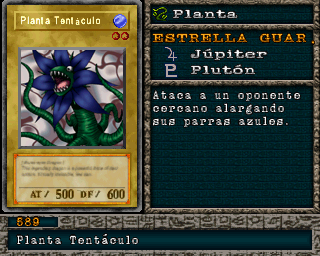 Planta Tentáculo
AT/ 500 DF/ 600
Planta
ESTRELLA GUAR.
Júpiter
Plutón
Ataca a un oponente
cercano alargando
sus parras azules.
589
Planta Tentáculo